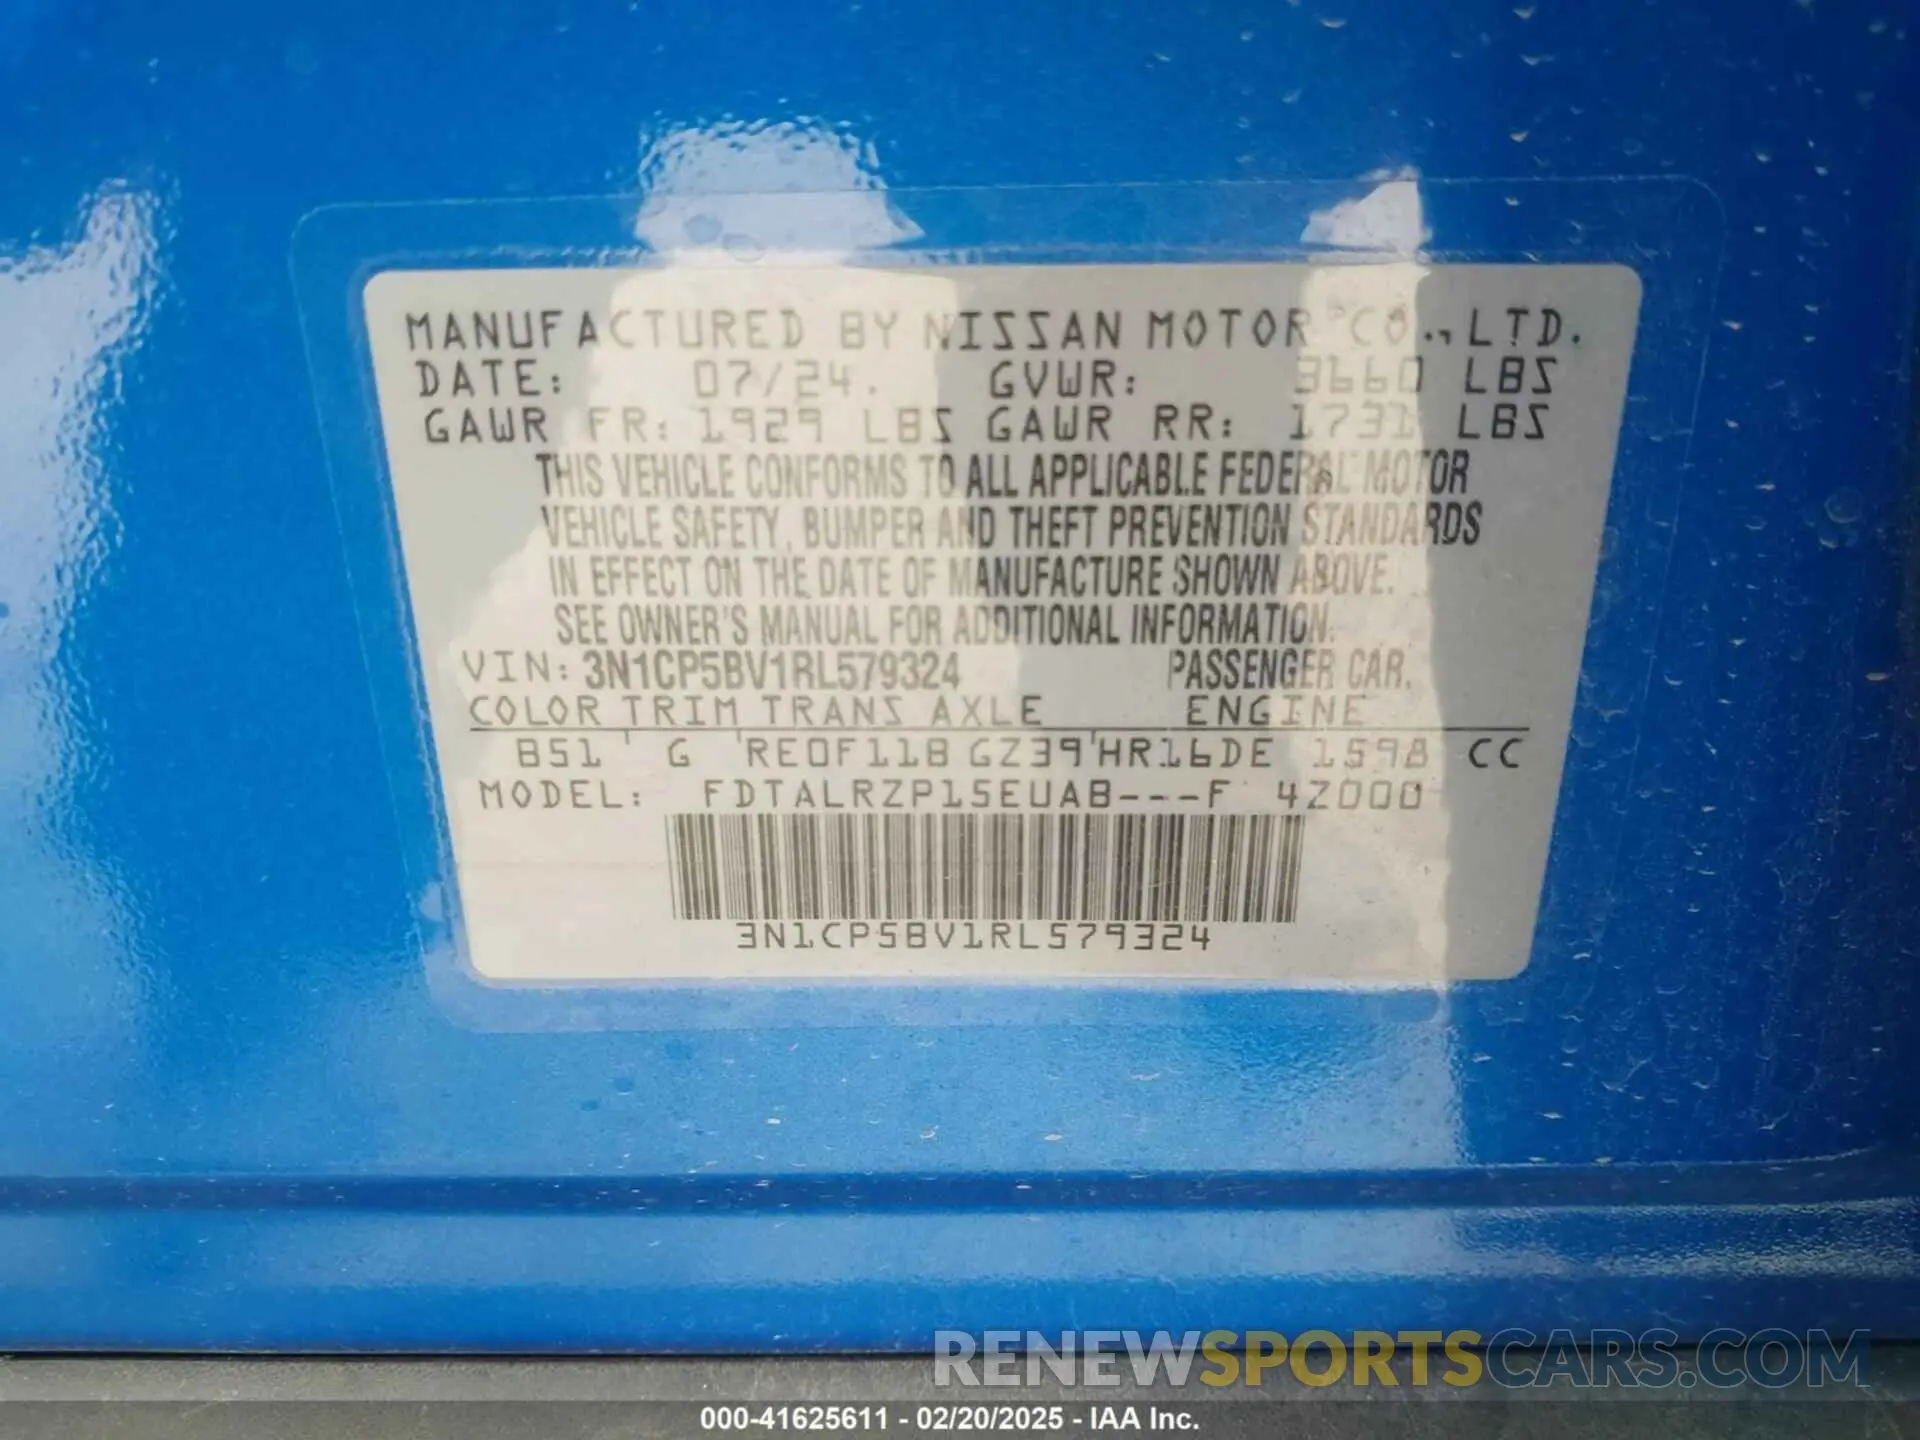 MANUFACTURED BY NISSAN MOTOR CO., LTD.
DATE: 07/24. GVWR: 3660 LBS
GAWR FR: 1929 LBS GAWR RR: 1731 LBS
THIS VEHICLE CONFORMS TO ALL APPLICABLE FEDERAL MOTOR
VEHICLE SAFETY, BUMPER AND THEFT PREVENTION STANDARDS
IN EFFECT ON THE DATE OF MANUFACTURE SHOWN ABOVE.
SEE OWNER'S MANUAL FOR ADDITIONAL INFORMATION.
VIN: 3N1CP5BV1RL579324 PASSENGER CAR.
COLOR TRIM TRANS AXLE ENGINE
B51 G RE0F11B GZ39 HR16DE 1598 CC
MODEL: FDTALRZP15EUAB---F 4Z000
3N1CP5BV1RL579324
RENEWSPORTSCARS.COM
000-41625611 - 02/20/2025 - IAA Inc.